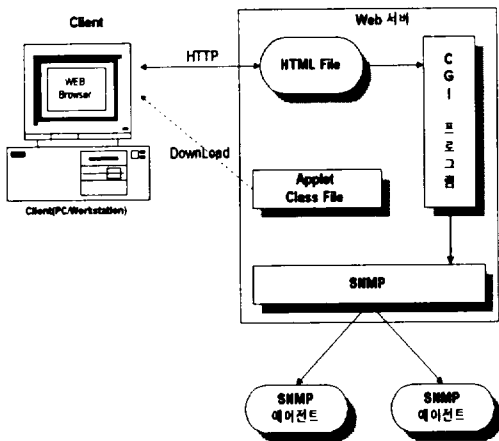 Client
WEB
Browser
Client(PC/Workstation)
HTTP
DownLoad
Web 서버
HTML File
C
G
I
프
로
그
램
Applet
Class File
SNMP
SNMP
에이전트
SNMP
에이전트